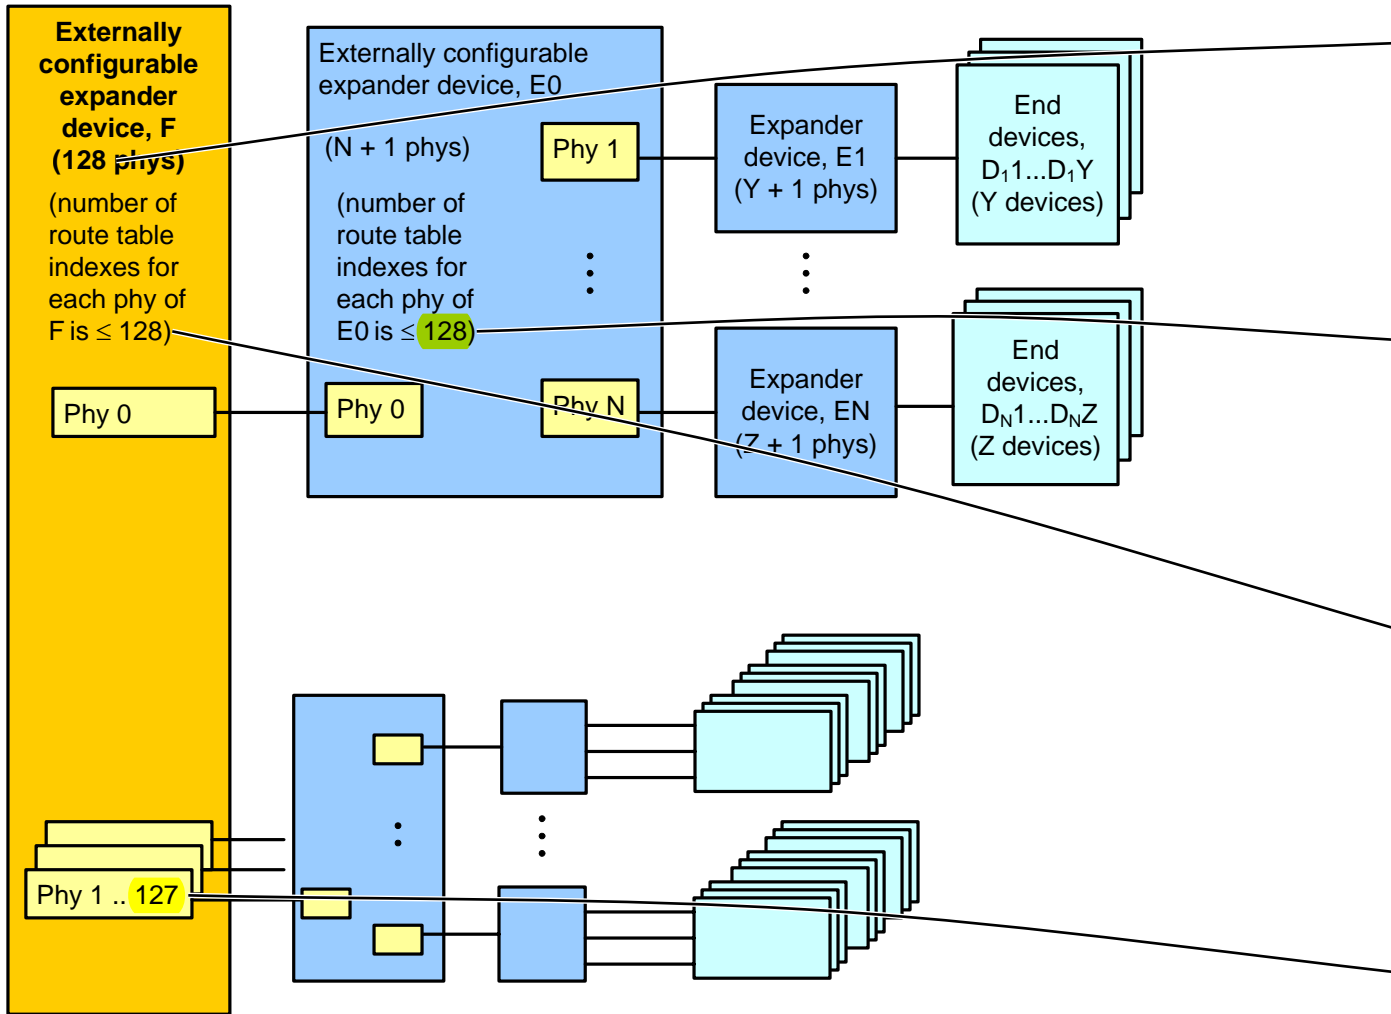 Externally
configurable
expander
device, F
(128 phys)
(number of
route table
indexes for
each phy of
F is ≤ 128)
Phy 0
Phy 1 .. 127
Externally configurable
expander device, E0
(N + 1 phys)
(number of
route table
indexes for
each phy of
E0 is ≤ 128)
Phy 0
Phy 1
Phy N
Expander
device, E1
(Y + 1 phys)
End
devices,
D₁1...D₁Y
(Y devices)
Expander
device, EN
(Z + 1 phys)
End
devices,
D_N1...D_NZ
(Z devices)